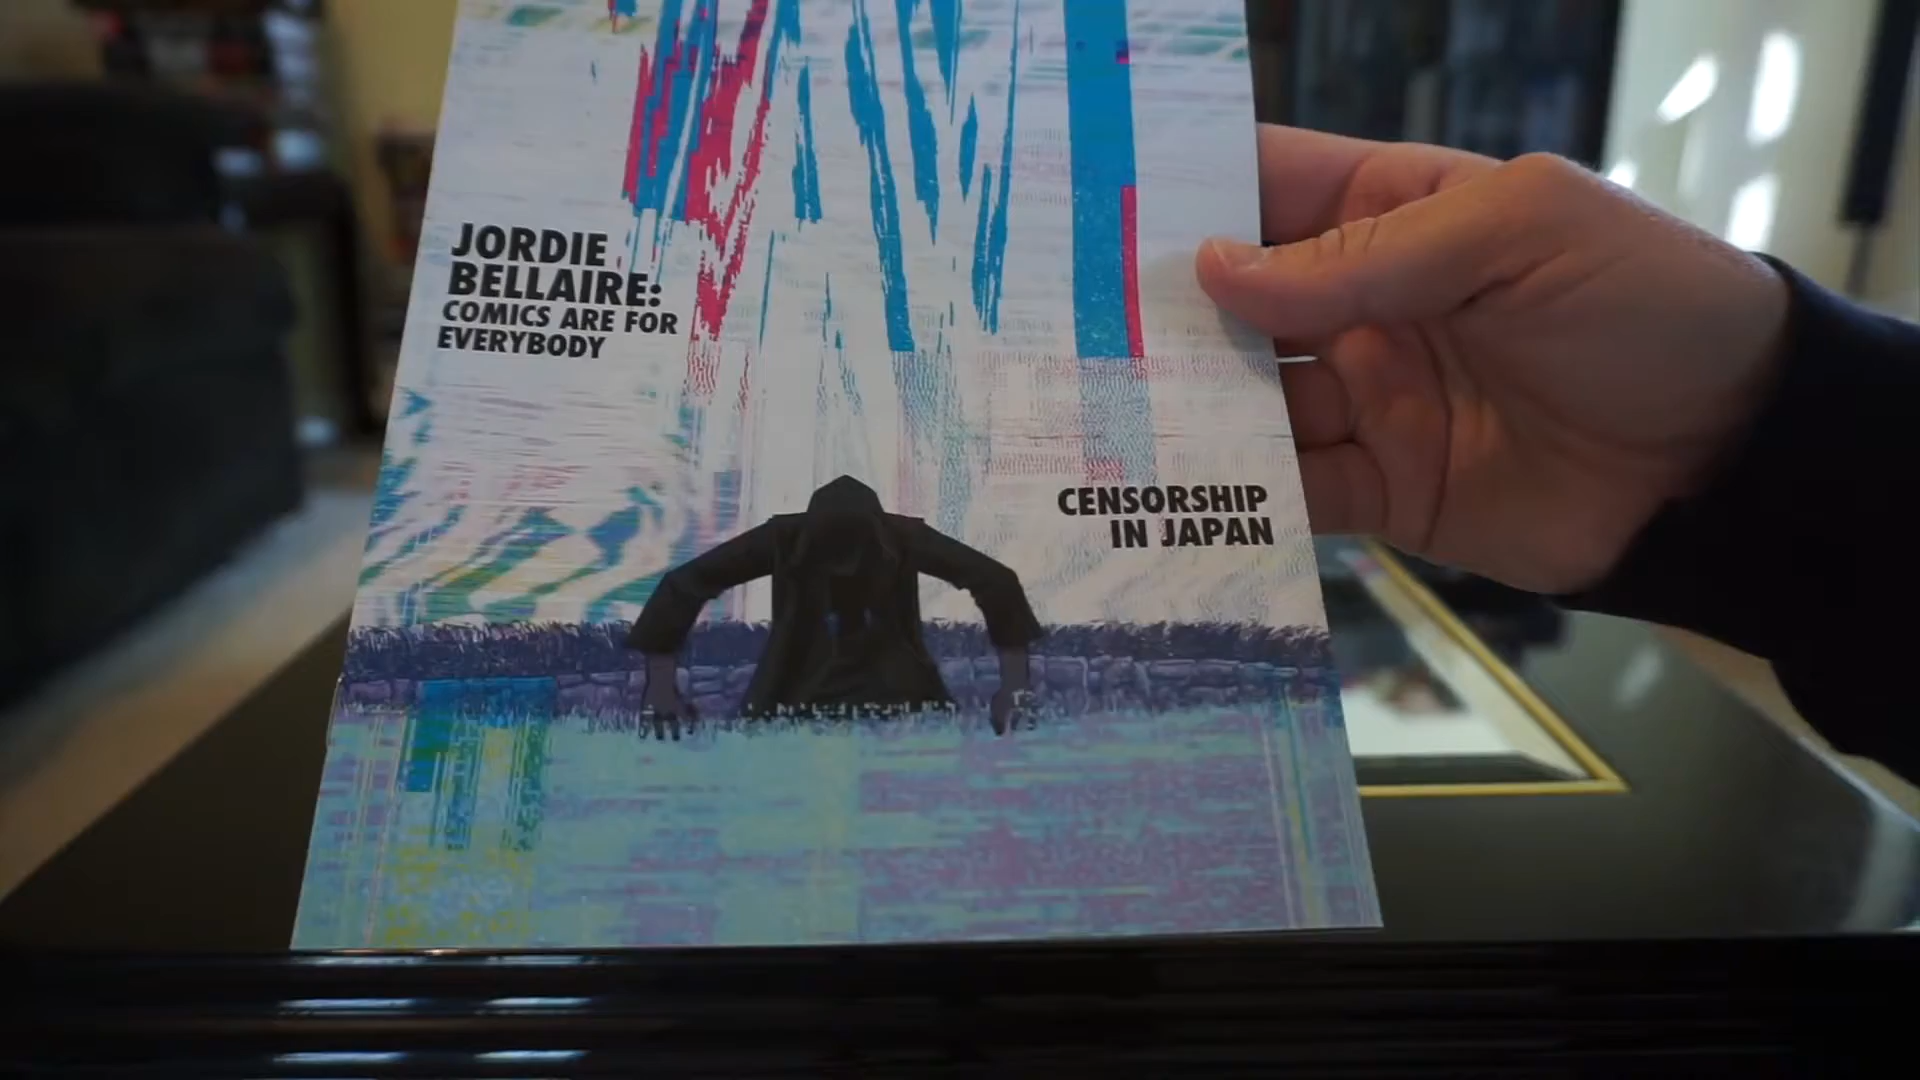 JORDIE
BELLAIRE:
COMICS ARE FOR
EVERYBODY
CENSORSHIP
IN JAPAN